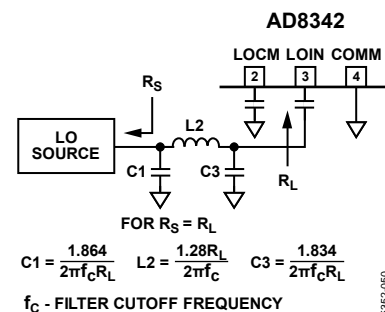 AD8342
LOCM LOIN COMM
2 3 4
RS
L2
LO
SOURCE
C1 C3
RL
FOR RS = RL
C1 = 1.864 / 2πfCRL L2 = 1.28RL / 2πfC C3 = 1.834 / 2πfCRL
fC - FILTER CUTOFF FREQUENCY